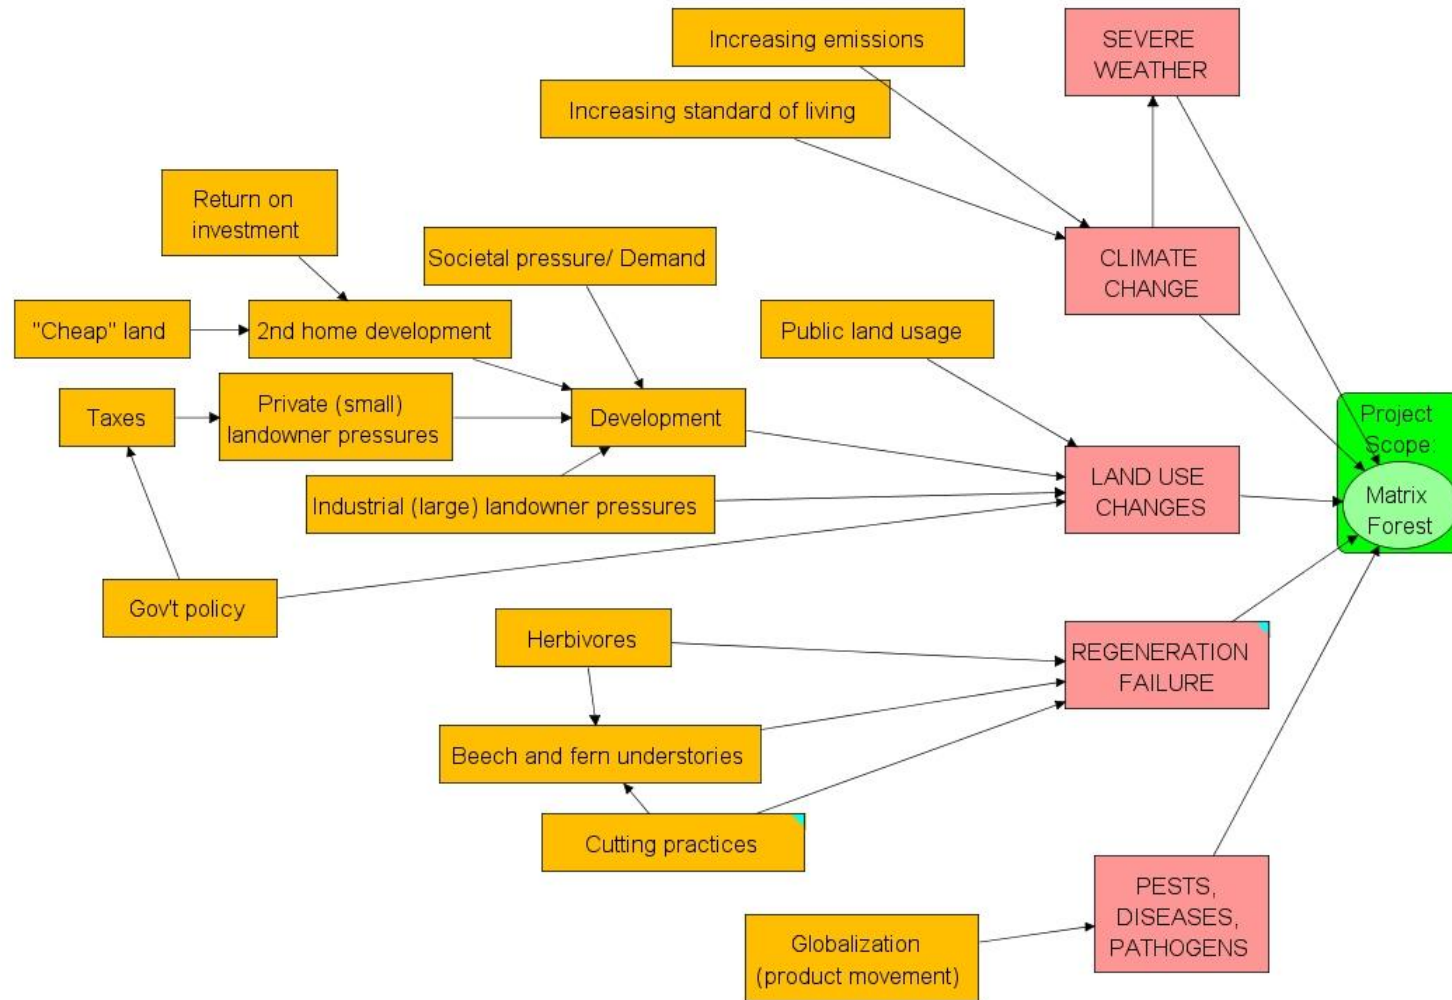 Increasing emissions
SEVERE
WEATHER
Increasing standard of living
Return on
investment
Societal pressure/ Demand
CLIMATE
CHANGE
"Cheap" land
2nd home development
Public land usage
Taxes
Private (small)
landowner pressures
Development
Project
Scope:
Industrial (large) landowner pressures
LAND USE
CHANGES
Matrix
Forest
Gov't policy
Herbivores
REGENERATION
FAILURE
Beech and fern understories
Cutting practices
PESTS,
DISEASES,
PATHOGENS
Globalization
(product movement)